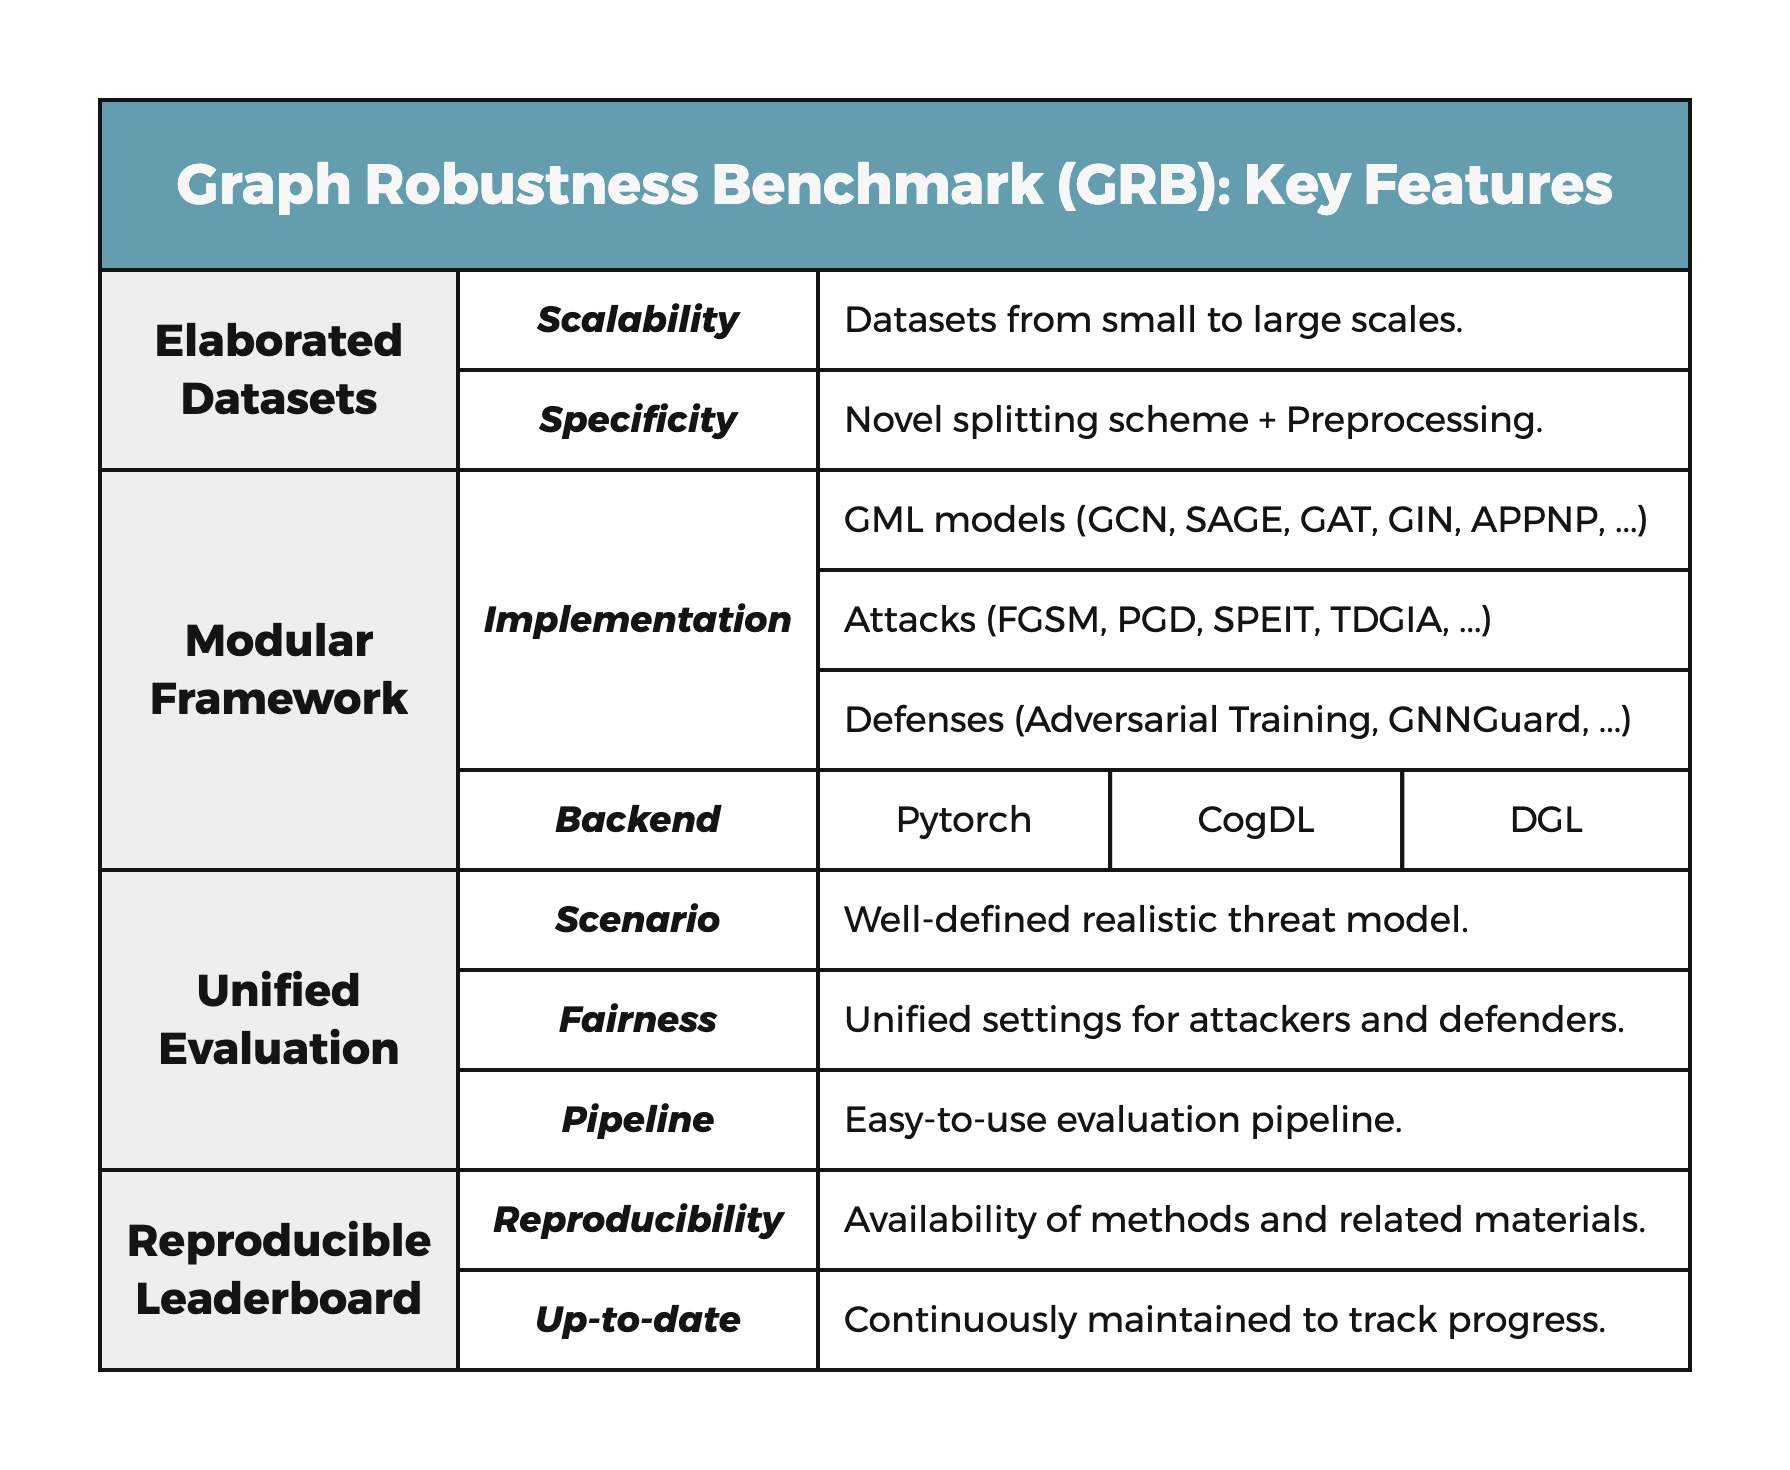 Graph Robustness Benchmark (GRB): Key Features
Elaborated
Datasets
Scalability
Datasets from small to large scales.
Specificity
Novel splitting scheme + Preprocessing.
Modular
Framework
Implementation
GML models (GCN, SAGE, GAT, GIN, APPNP, ...)
Attacks (FGSM, PGD, SPEIT, TDGIA, ...)
Defenses (Adversarial Training, GNNGuard, ...)
Backend
Pytorch
CogDL
DGL
Unified
Evaluation
Scenario
Well-defined realistic threat model.
Fairness
Unified settings for attackers and defenders.
Pipeline
Easy-to-use evaluation pipeline.
Reproducible
Leaderboard
Reproducibility
Availability of methods and related materials.
Up-to-date
Continuously maintained to track progress.